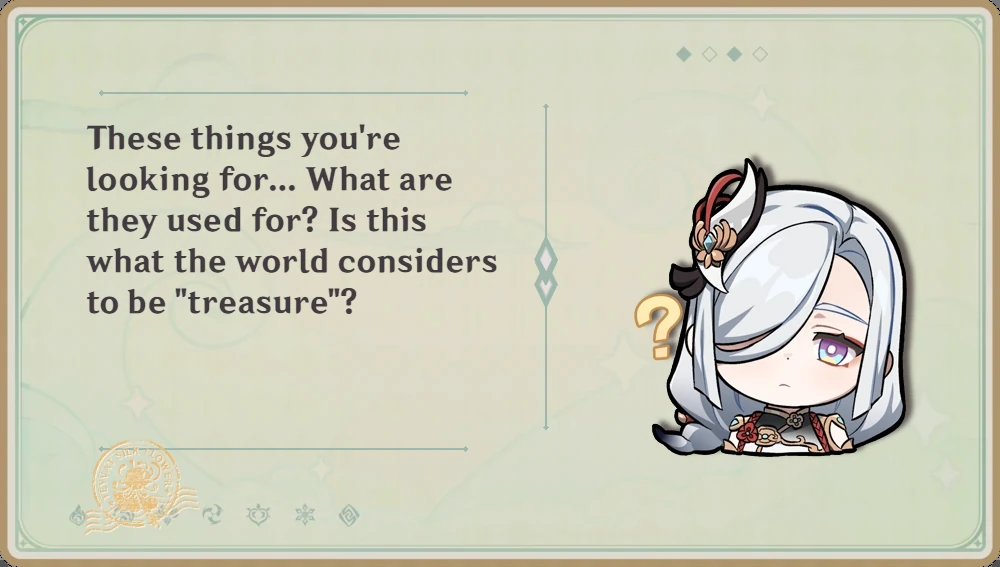 These things you're
looking for... What are
they used for? Is this
what the world considers
to be "treasure"?
?